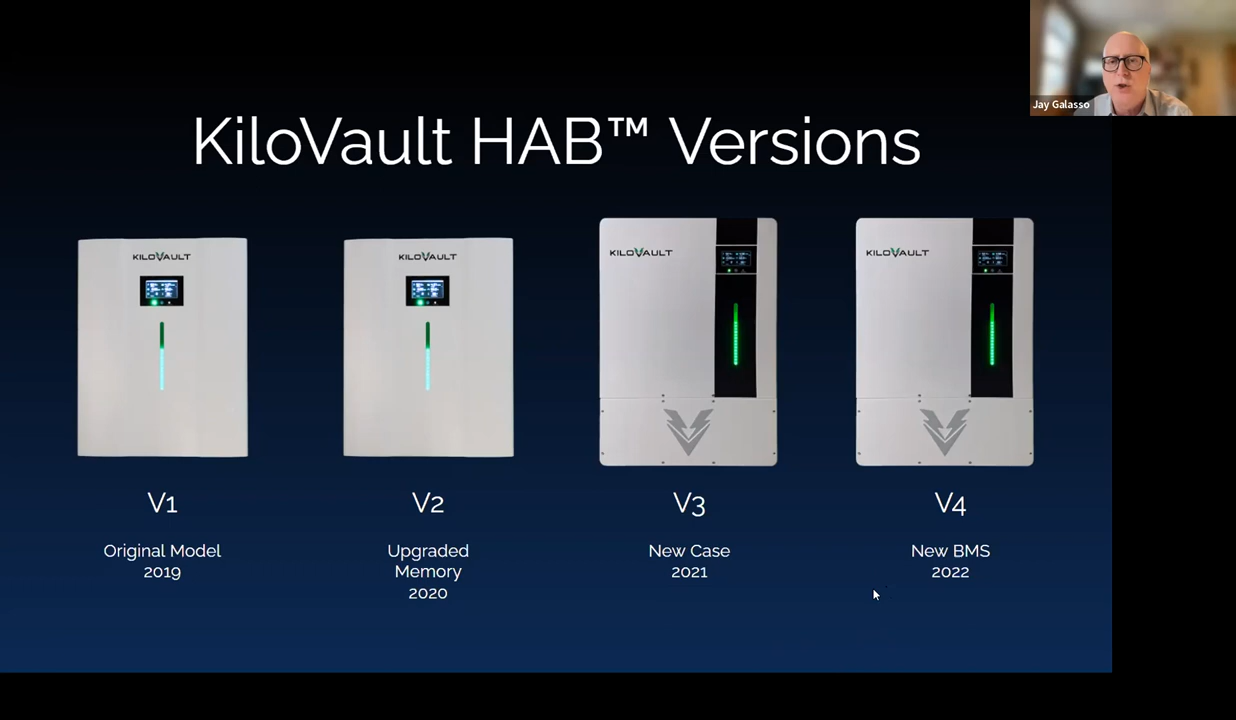 Jay Galasso
KiloVault HAB™ Versions
KILOVAULT
KILOVAULT
KILOVAULT
KILOVAULT
V1
V2
V3
V4
Original Model
2019
Upgraded
Memory
2020
New Case
2021
New BMS
2022